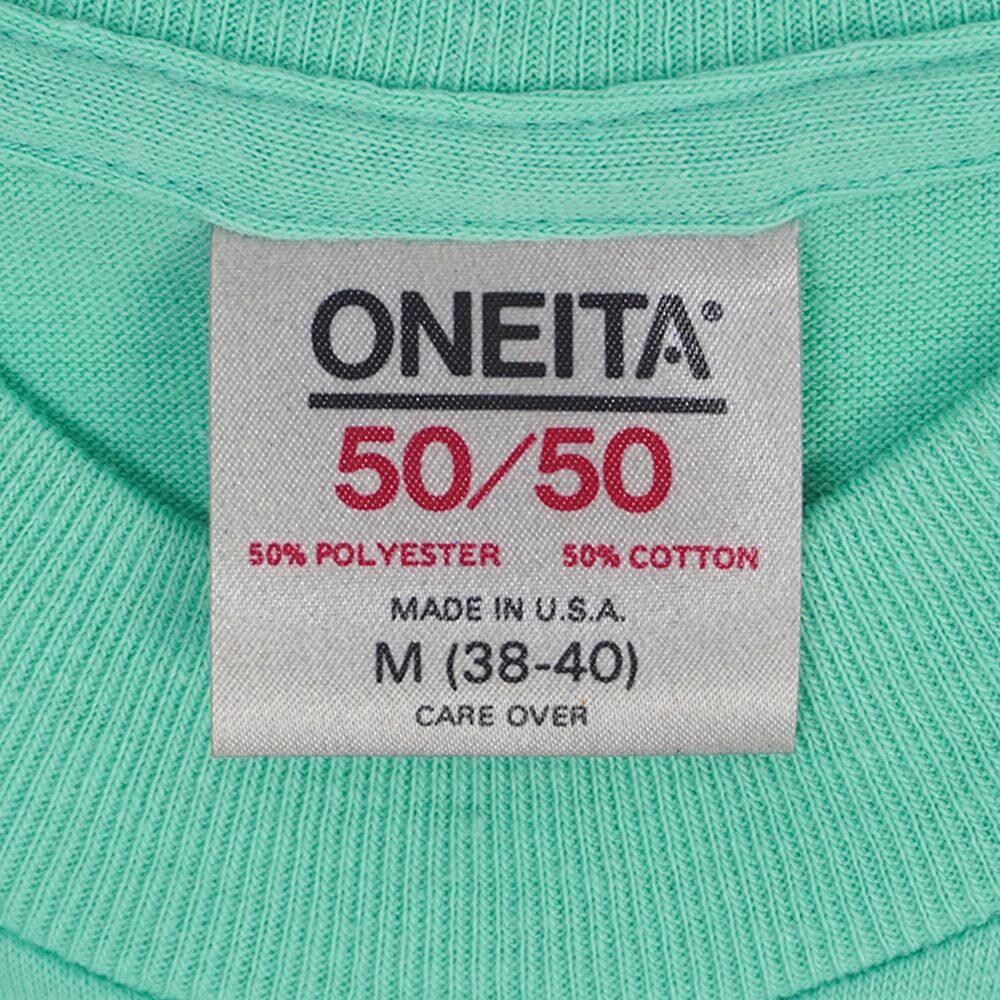 ONEITA®
50/50
50% POLYESTER 50% COTTON
MADE IN U.S.A.
M (38-40)
CARE OVER